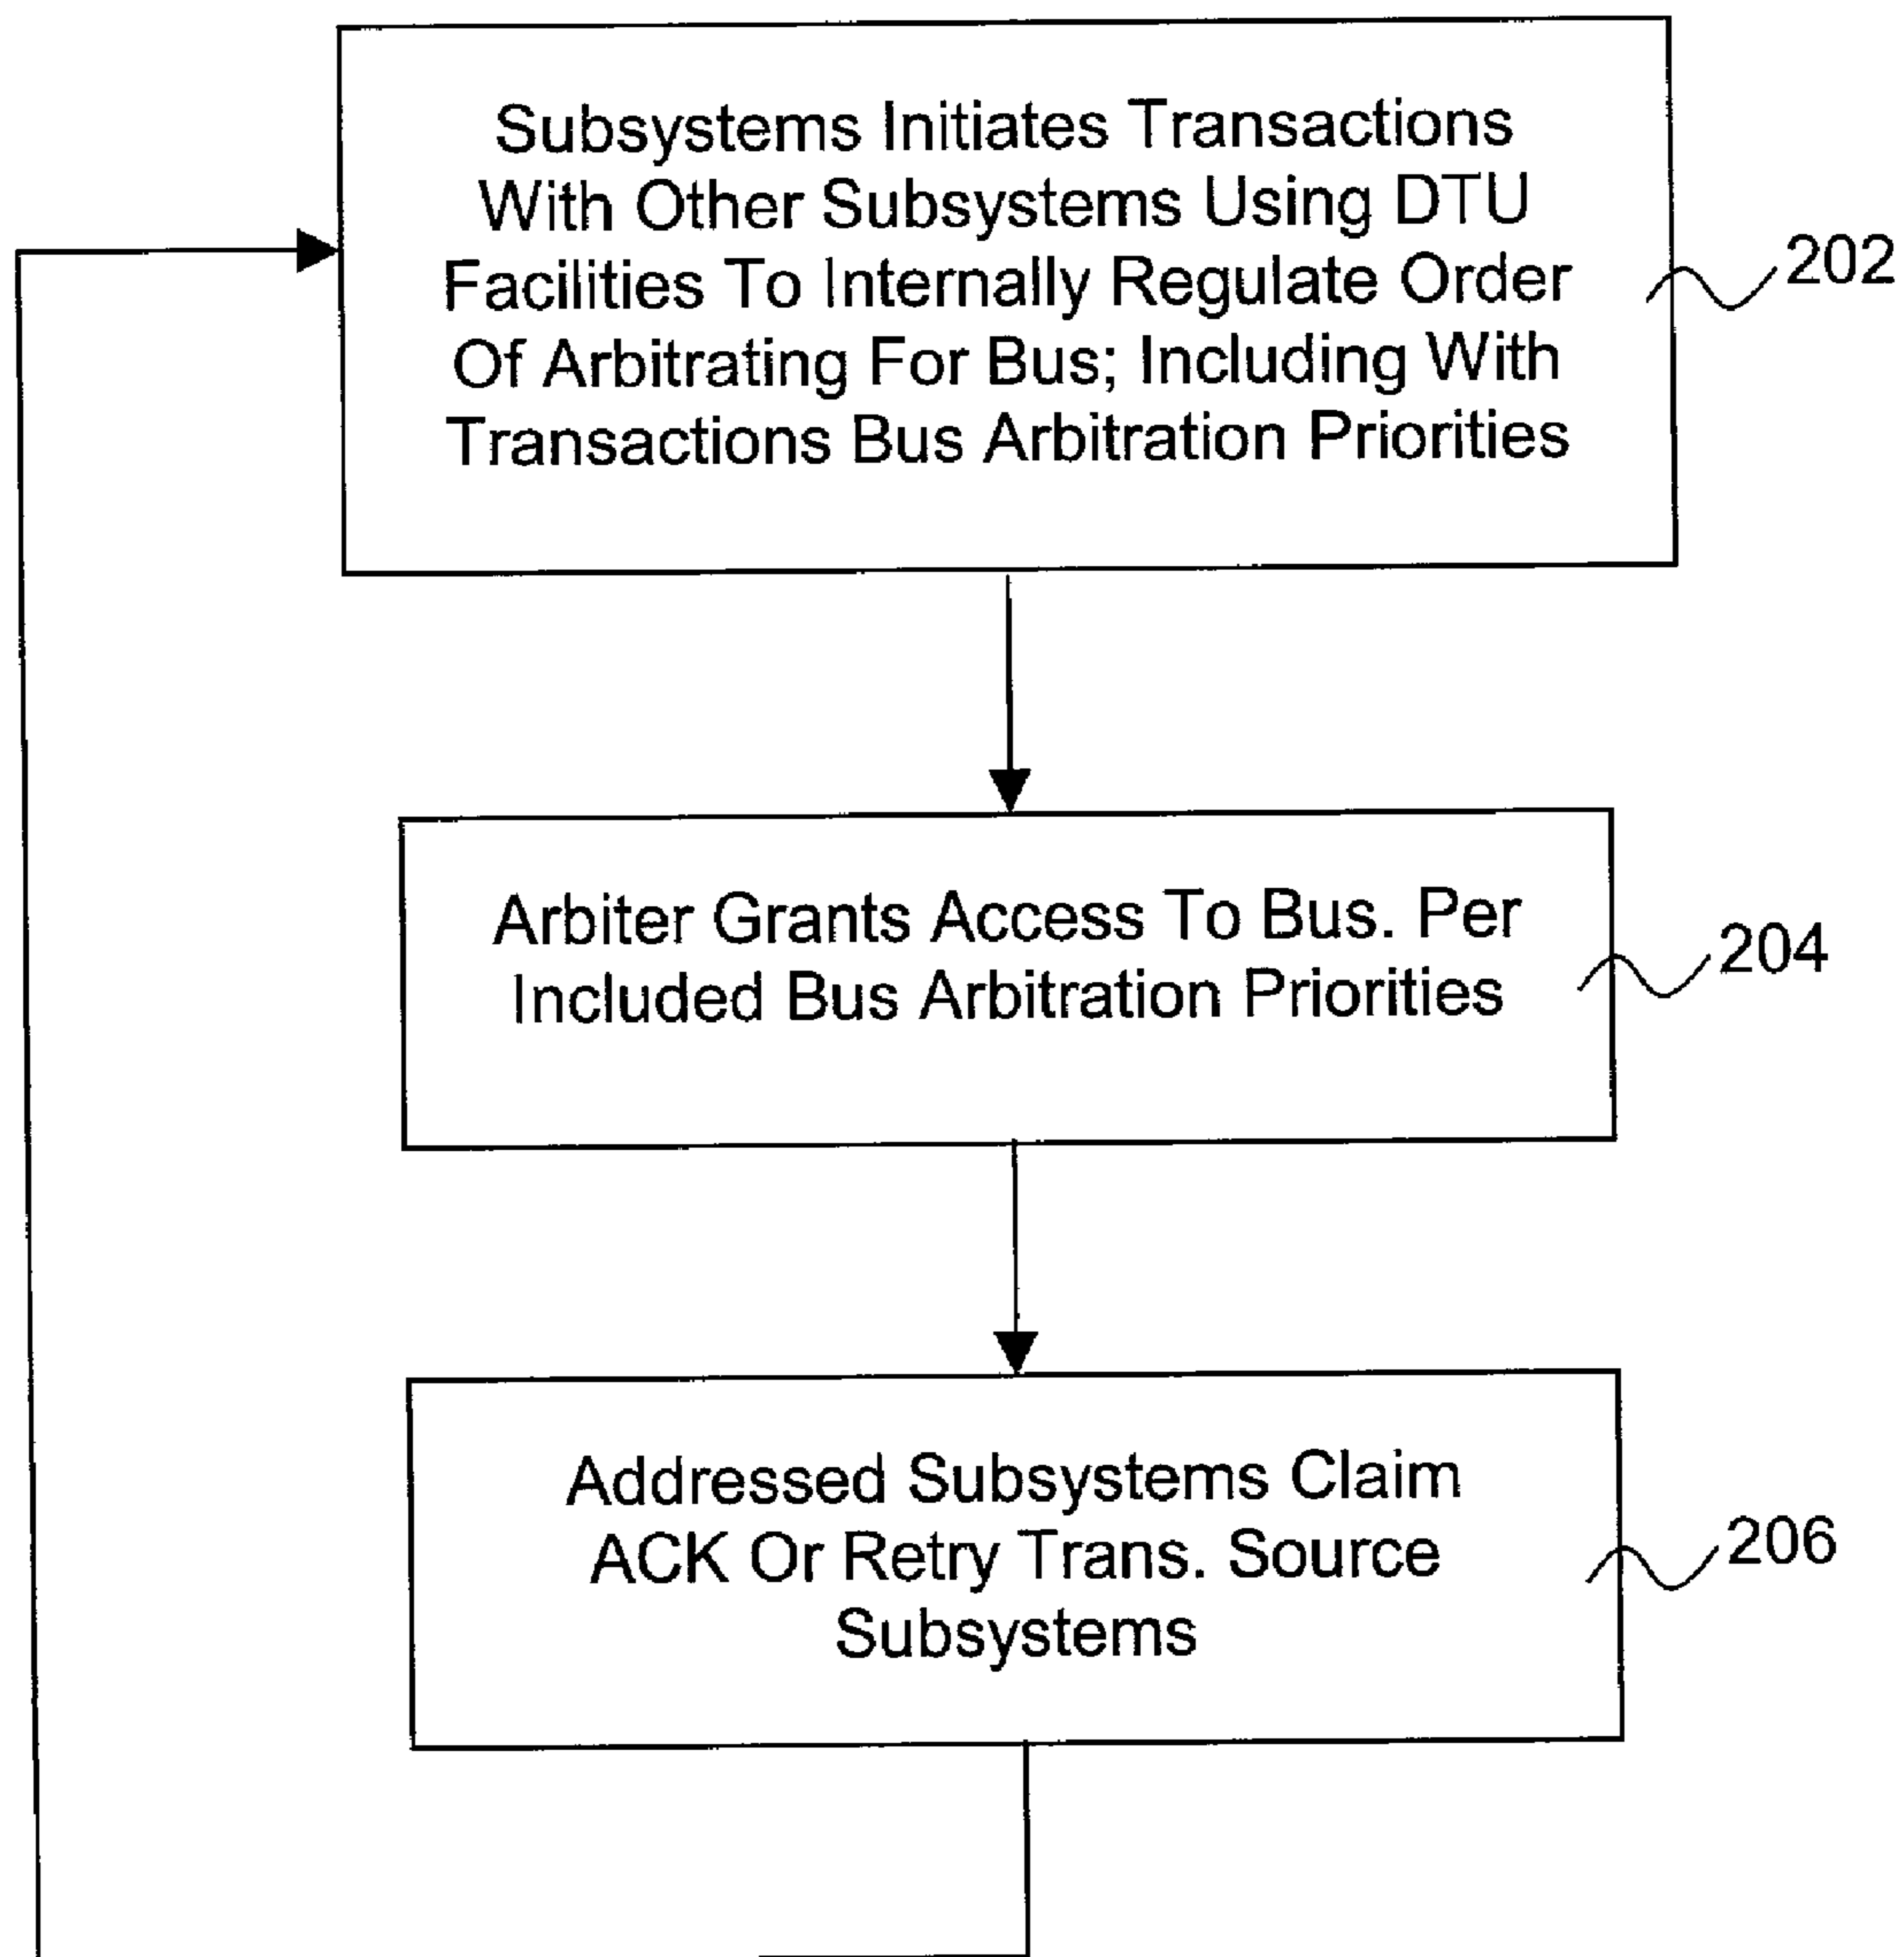 Subsystems Initiates Transactions
With Other Subsystems Using DTU
Facilities To Internally Regulate Order
Of Arbitrating For Bus; Including With
Transactions Bus Arbitration Priorities
202
Arbiter Grants Access To Bus. Per
Included Bus Arbitration Priorities
204
Addressed Subsystems Claim
ACK Or Retry Trans. Source
Subsystems
206